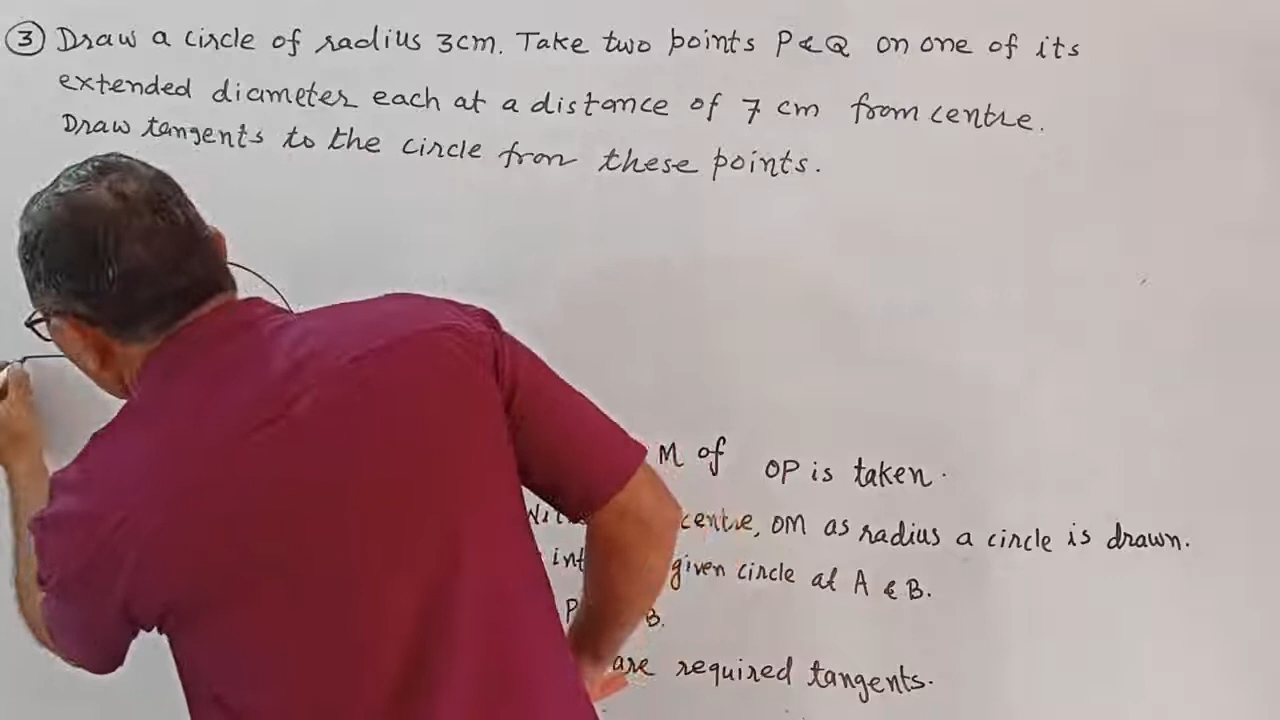 ③ Draw a circle of radius 3cm. Take two points P & Q on one of its
extended diameter each at a distance of 7 cm from centre.
Draw tangents to the circle from these points.
M of OP is taken.
centre, OM as radius a circle is drawn.
given circle at A & B.
P B.
are required tangents.